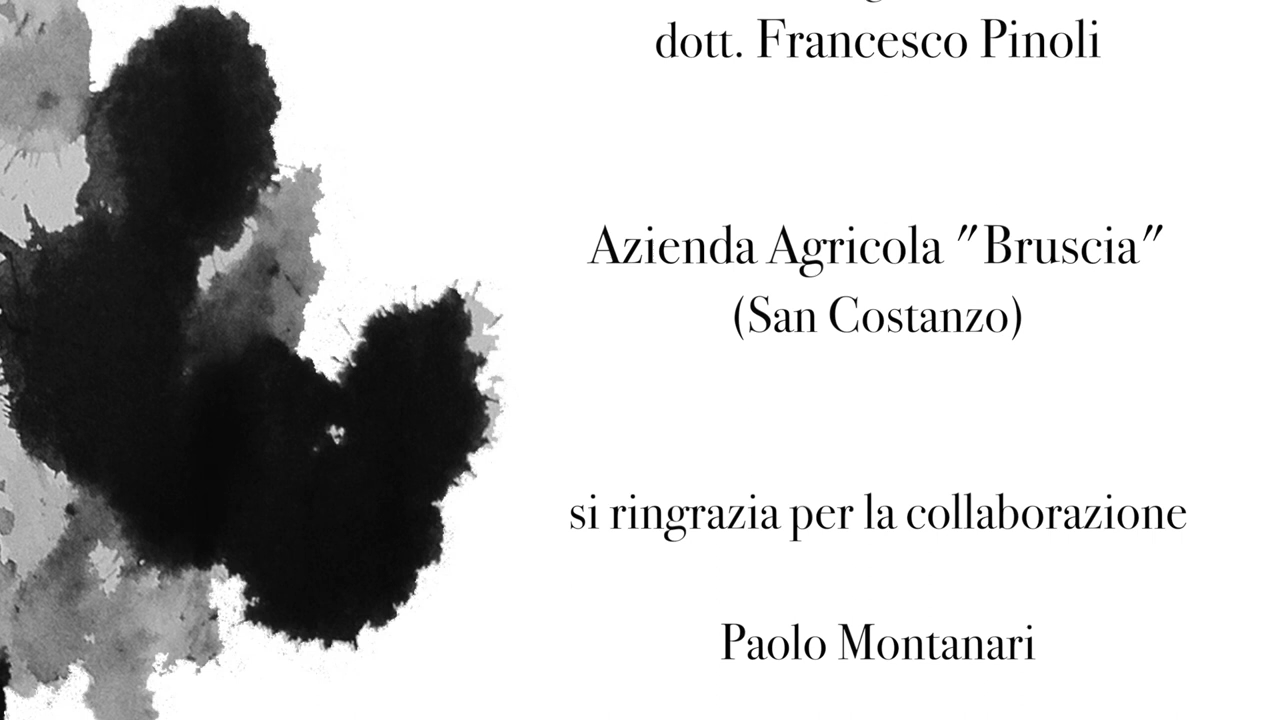 dott. Francesco Pinoli
Azienda Agricola "Bruscia"
(San Costanzo)
si ringrazia per la collaborazione
Paolo Montanari